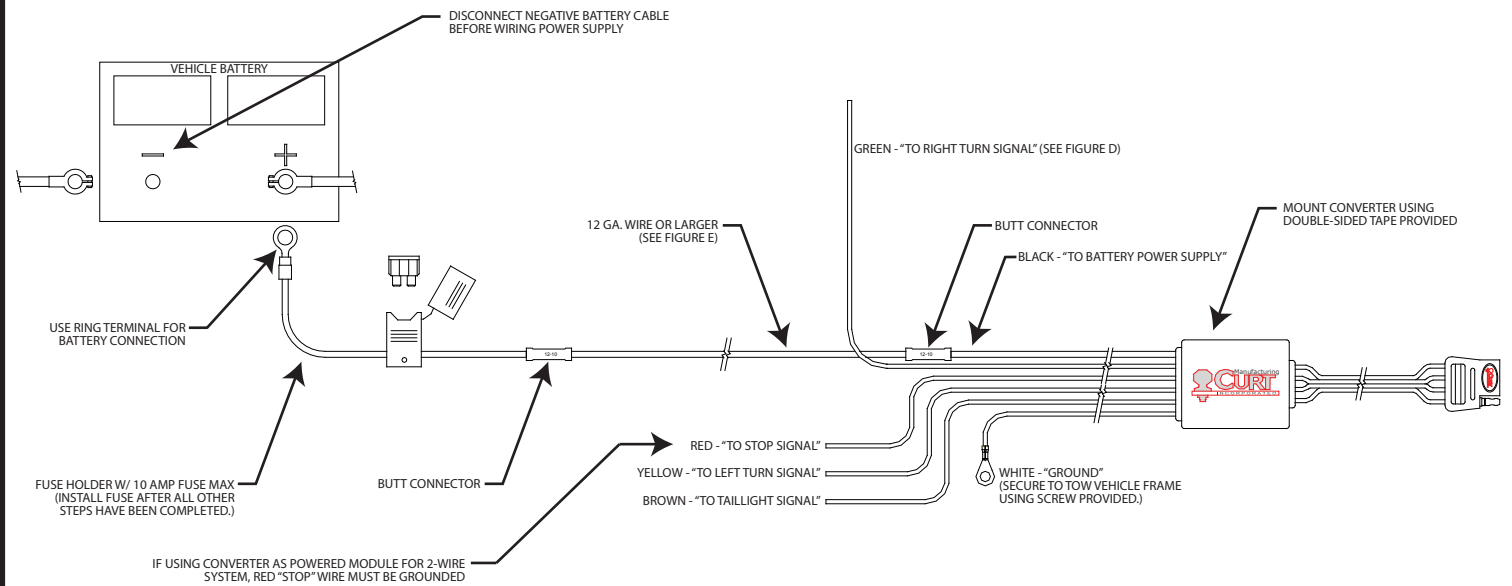 DISCONNECT NEGATIVE BATTERY CABLE
BEFORE WIRING POWER SUPPLY
VEHICLE BATTERY
GREEN - "TO RIGHT TURN SIGNAL" (SEE FIGURE D)
12 GA. WIRE OR LARGER
(SEE FIGURE E)
BUTT CONNECTOR
BLACK - "TO BATTERY POWER SUPPLY"
MOUNT CONVERTER USING
DOUBLE-SIDED TAPE PROVIDED
USE RING TERMINAL FOR
BATTERY CONNECTION
12-10
12-10
Manufacturing
CURT
INCORPORATED
RED - "TO STOP SIGNAL"
YELLOW - "TO LEFT TURN SIGNAL"
BROWN - "TO TAILLIGHT SIGNAL"
WHITE - "GROUND"
(SECURE TO TOW VEHICLE FRAME
USING SCREW PROVIDED.)
FUSE HOLDER W/ 10 AMP FUSE MAX
(INSTALL FUSE AFTER ALL OTHER
STEPS HAVE BEEN COMPLETED.)
BUTT CONNECTOR
IF USING CONVERTER AS POWERED MODULE FOR 2-WIRE
SYSTEM, RED "STOP" WIRE MUST BE GROUNDED